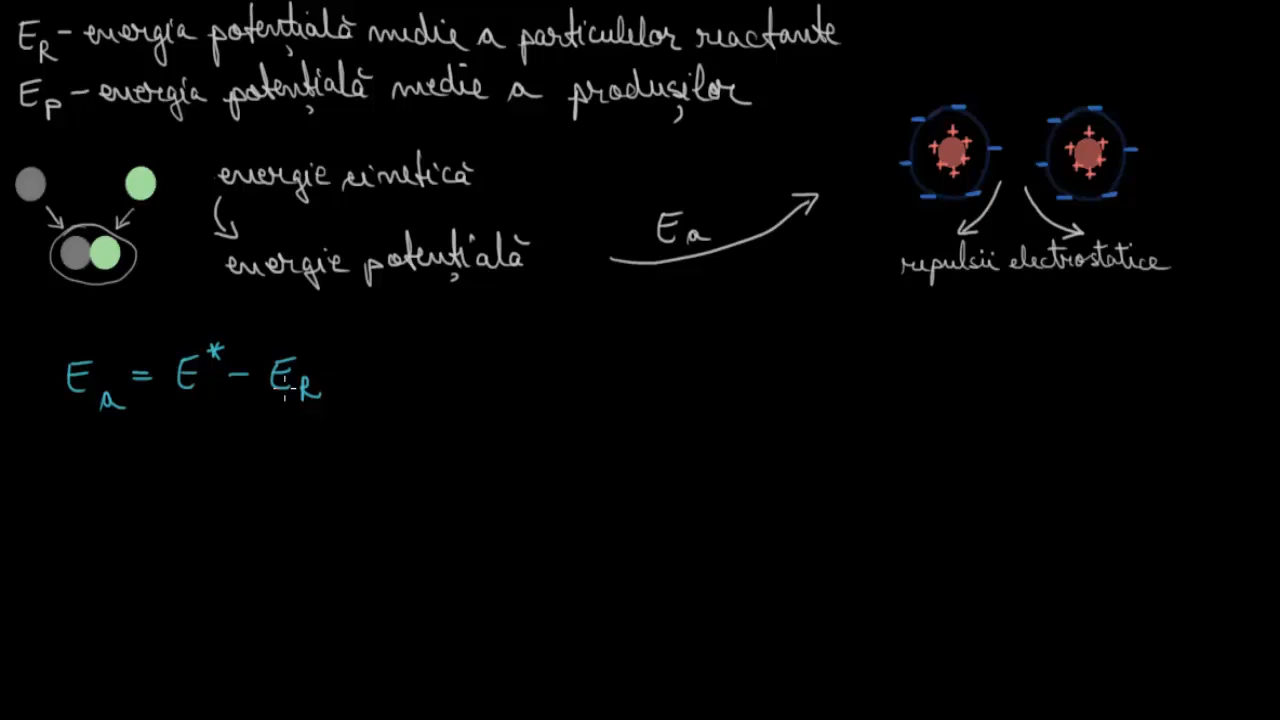 E_R – energia potențială medie a particulelor reactante
E_P – energia potențială medie a produșilor
energie cinetică
energie potențială
E_a
repulsii electrostatice
E_a = E* – E_R